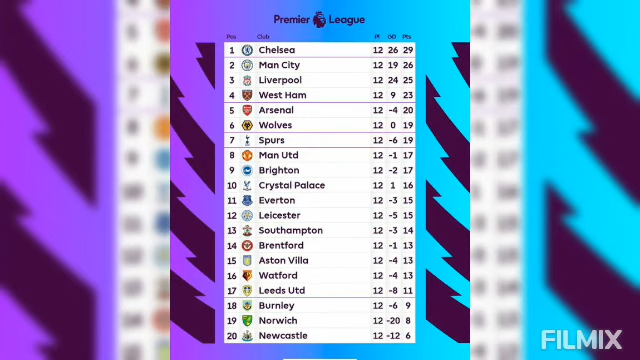 Premier League
Pos Club Pl GD Pts
1 Chelsea 12 26 29
2 Man City 12 19 26
3 Liverpool 12 24 25
4 West Ham 12 9 23
5 Arsenal 12 -4 20
6 Wolves 12 0 19
7 Spurs 12 -6 19
8 Man Utd 12 -1 17
9 Brighton 12 -2 17
10 Crystal Palace 12 1 16
11 Everton 12 -3 15
12 Leicester 12 -5 15
13 Southampton 12 -3 14
14 Brentford 12 -1 13
15 Aston Villa 12 -4 13
16 Watford 12 -4 13
17 Leeds Utd 12 -8 11
18 Burnley 12 -6 9
19 Norwich 12 -20 8
20 Newcastle 12 -12 6
FILMIX